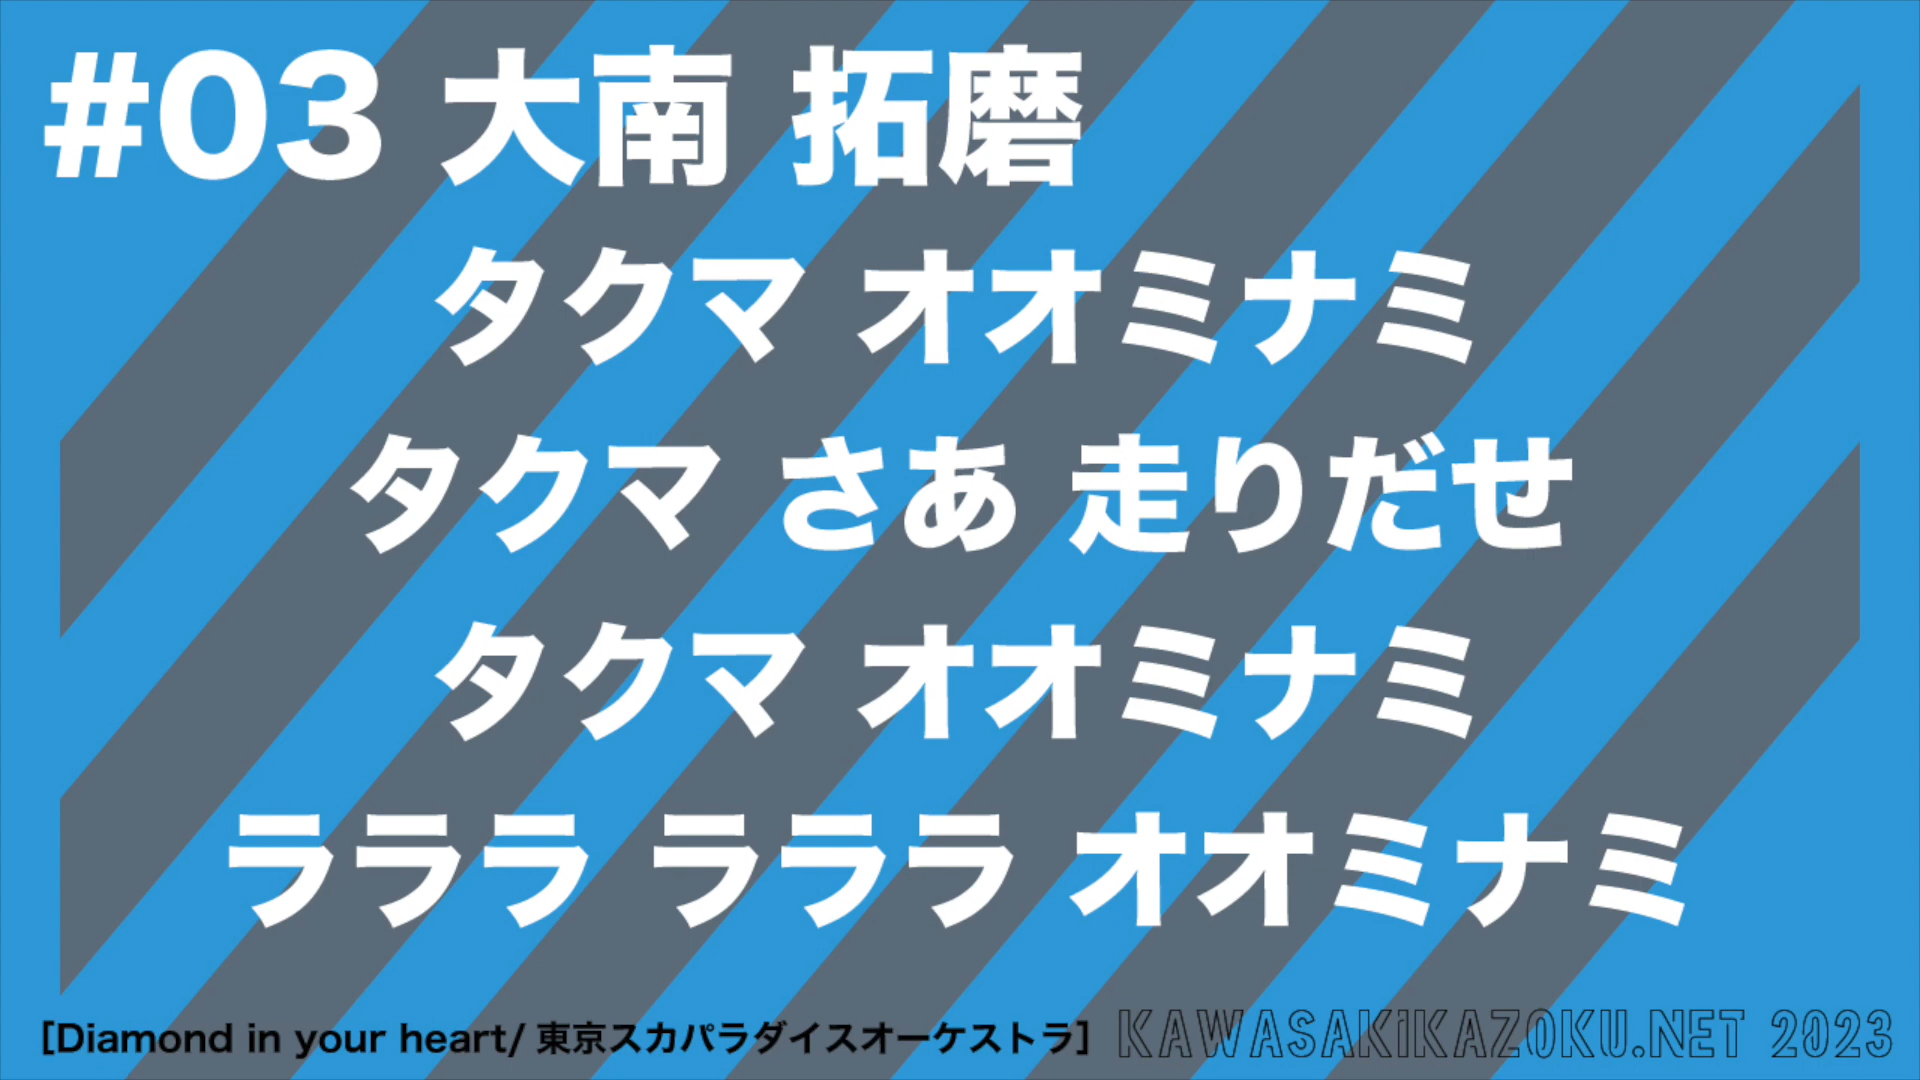 #03 大南 拓磨
タクマ オオミナミ
タクマ さあ 走りだせ
タクマ オオミナミ
ラララ ラララ オオミナミ
[Diamond in your heart/ 東京スカパラダイスオーケストラ] KAWASAKIKAZOKU.NET 2023